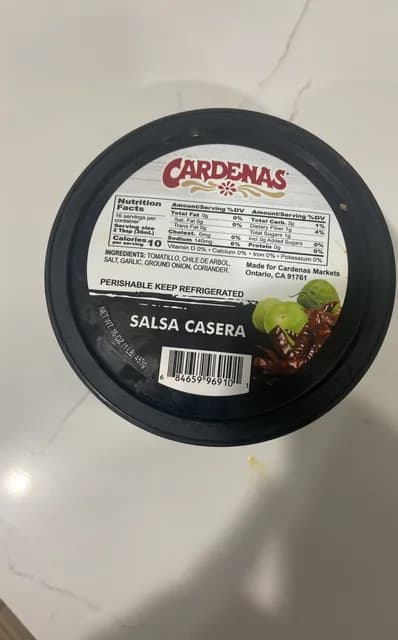 CARDENAS
Nutrition Facts
16 servings per container
Serving size
2 Tbsp (30mL)
Calories per serving 10
Amount/Serving %DV
Total Fat 0g 0%
Sat. Fat 0g 0%
Trans Fat 0g
Cholest. 0mg 0%
Sodium 140mg 6%
Amount/Serving %DV
Total Carb. 2g 1%
Dietary Fiber 1g 4%
Total Sugars 1g
Incl. 0g Added Sugars 0%
Protein 0g 0%
Vitamin D 0% • Calcium 0% • Iron 0% • Potassium 0%
INGREDIENTS: TOMATILLO, CHILE DE ARBOL,
SALT, GARLIC, GROUND ONION, CORIANDER.
Made for Cardenas Markets
Ontario, CA 91761
PERISHABLE KEEP REFRIGERATED
SALSA CASERA
NET WT. 16 OZ (1 LB) 453g
6 84659 96910 1